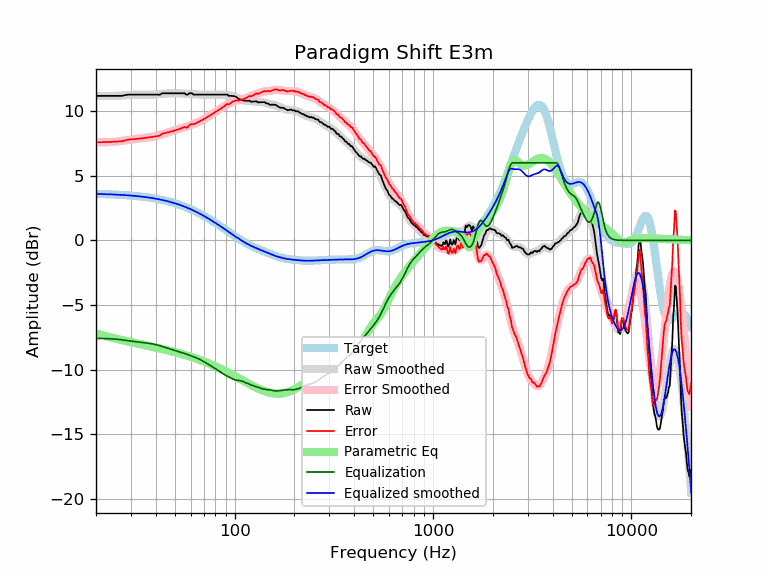 Paradigm Shift E3m
Amplitude (dBr)
10
5
0
−5
−10
−15
−20
100
1000
10000
Frequency (Hz)
Target
Raw Smoothed
Error Smoothed
Raw
Error
Parametric Eq
Equalization
Equalized smoothed